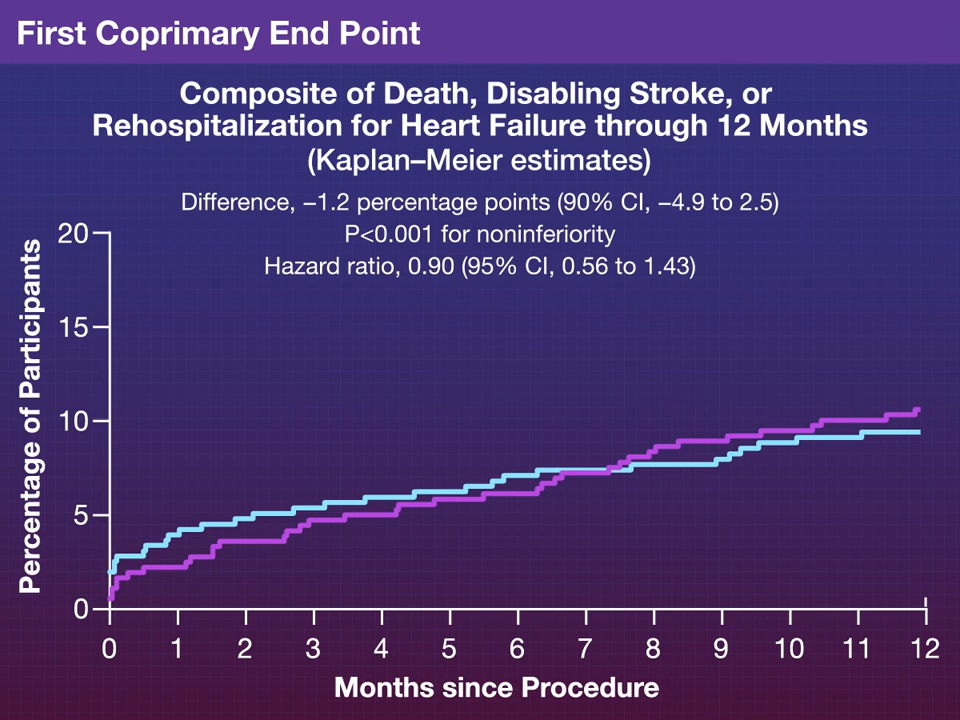 First Coprimary End Point
Composite of Death, Disabling Stroke, or
Rehospitalization for Heart Failure through 12 Months
(Kaplan–Meier estimates)
Difference, −1.2 percentage points (90% CI, −4.9 to 2.5)
P<0.001 for noninferiority
Hazard ratio, 0.90 (95% CI, 0.56 to 1.43)
Percentage of Participants
20
15
10
5
0
0 1 2 3 4 5 6 7 8 9 10 11 12
Months since Procedure